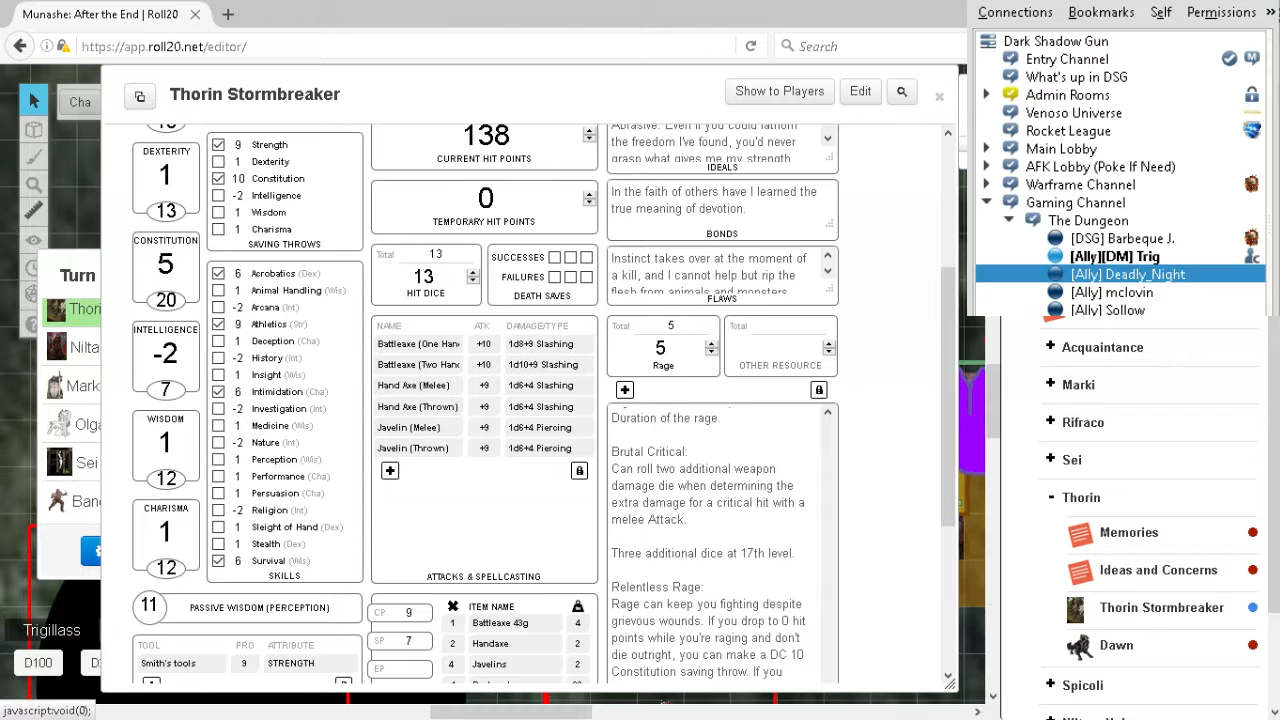 Munashe: After the End | Roll20
https://app.roll20.net/editor/
Search
Connections Bookmarks Self Permissions »
Dark Shadow Gun
Entry Channel
What's up in DSG
Admin Rooms
Venoso Universe
Rocket League
Main Lobby
AFK Lobby (Poke If Need)
Warframe Channel
Gaming Channel
The Dungeon
[DSG] Barbeque J.
[Ally][DM] Trig
[Ally] Deadly_Night
[Ally] mclovin
[Ally] Sollow
Cha
Turn
Thori
Nilta
Mark
Olga
Sei
Band
Trigillass
D100
javascript:void(0);
Thorin Stormbreaker
Show to Players
Edit
DEXTERITY
1
13
CONSTITUTION
5
20
INTELLIGENCE
-2
7
WISDOM
1
12
CHARISMA
1
12
9 Strength
1 Dexterity
10 Constitution
-2 Intelligence
1 Wisdom
1 Charisma
SAVING THROWS
6 Acrobatics (Dex)
1 Animal Handling (Wis)
-2 Arcana (Int)
9 Athletics (Str)
1 Deception (Cha)
-2 History (Int)
1 Insight (Wis)
6 Intimidation (Cha)
-2 Investigation (Int)
1 Medicine (Wis)
-2 Nature (Int)
1 Perception (Wis)
1 Performance (Cha)
1 Persuasion (Cha)
-2 Religion (Int)
1 Sleight of Hand (Dex)
1 Stealth (Dex)
6 Survival (Wis)
SKILLS
11 PASSIVE WISDOM (PERCEPTION)
TOOL PRO ATTRIBUTE
Smith's tools 9 STRENGTH
138
CURRENT HIT POINTS
0
TEMPORARY HIT POINTS
Total 13
13
HIT DICE
SUCCESSES
FAILURES
DEATH SAVES
NAME ATK DAMAGE/TYPE
Battleaxe (One Hand +10 1d8+9 Slashing
Battleaxe (Two Hand +10 1d10+9 Slashing
Hand Axe (Melee) +9 1d6+4 Slashing
Hand Axe (Thrown) +9 1d6+4 Slashing
Javelin (Melee) +9 1d6+4 Piercing
Javelin (Thrown) +9 1d6+4 Piercing
ATTACKS & SPELLCASTING
CP 9
SP 7
EP
ITEM NAME
1 Battleaxe 43g 4
2 Handaxe 2
4 Javelins 2
Abrasive. Even if you could fathom
the freedom I've found, you'd never
grasp what gives me my strength
IDEALS
In the faith of others have I learned the
true meaning of devotion.
BONDS
Instinct takes over at the moment of
a kill, and I cannot help but rip the
flesh from animals and monsters
FLAWS
Total 5
5
Rage
Total
OTHER RESOURCE
Duration of the rage.
Brutal Critical:
Can roll two additional weapon
damage die when determining the
extra damage for a critical hit with a
melee Attack.
Three additional dice at 17th level.
Relentless Rage:
Rage can keep you fighting despite
grievous wounds. If you drop to 0 hit
points while you're raging and don't
die outright, you can make a DC 10
Constitution saving throw. If you
Acquaintance
Marki
Rifraco
Sei
Thorin
Memories
Ideas and Concerns
Thorin Stormbreaker
Dawn
Spicoli